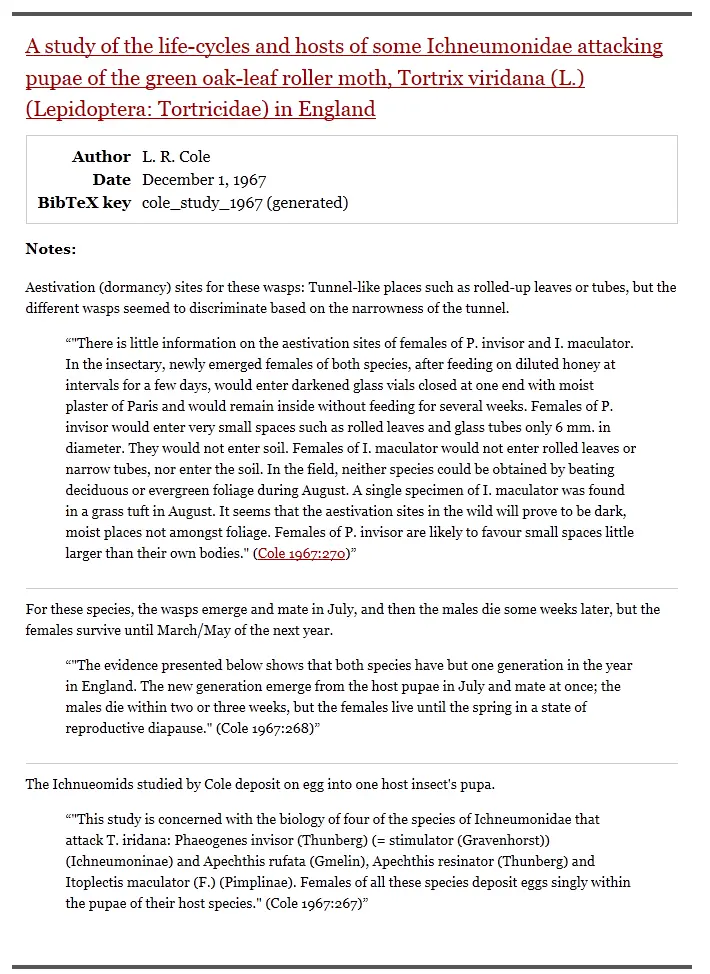 A study of the life-cycles and hosts of some Ichneumonidae attacking
pupae of the green oak-leaf roller moth, Tortrix viridana (L.)
(Lepidoptera: Tortricidae) in England
Author L. R. Cole
Date December 1, 1967
BibTeX key cole_study_1967 (generated)
Notes:
Aestivation (dormancy) sites for these wasps: Tunnel-like places such as rolled-up leaves or tubes, but the
different wasps seemed to discriminate based on the narrowness of the tunnel.
“"There is little information on the aestivation sites of females of P. invisor and I. maculator.
In the insectary, newly emerged females of both species, after feeding on diluted honey at
intervals for a few days, would enter darkened glass vials closed at one end with moist
plaster of Paris and would remain inside without feeding for several weeks. Females of P.
invisor would enter very small spaces such as rolled leaves and glass tubes only 6 mm. in
diameter. They would not enter soil. Females of I. maculator would not enter rolled leaves or
narrow tubes, nor enter the soil. In the field, neither species could be obtained by beating
deciduous or evergreen foliage during August. A single specimen of I. maculator was found
in a grass tuft in August. It seems that the aestivation sites in the wild will prove to be dark,
moist places not amongst foliage. Females of P. invisor are likely to favour small spaces little
larger than their own bodies." (Cole 1967:270)”
For these species, the wasps emerge and mate in July, and then the males die some weeks later, but the
females survive until March/May of the next year.
“"The evidence presented below shows that both species have but one generation in the year
in England. The new generation emerge from the host pupae in July and mate at once; the
males die within two or three weeks, but the females live until the spring in a state of
reproductive diapause." (Cole 1967:268)”
The Ichnueomids studied by Cole deposit on egg into one host insect's pupa.
“"This study is concerned with the biology of four of the species of Ichneumonidae that
attack T. iridana: Phaeogenes invisor (Thunberg) (= stimulator (Gravenhorst))
(Ichneumoninae) and Apechthis rufata (Gmelin), Apechthis resinator (Thunberg) and
Itoplectis maculator (F.) (Pimplinae). Females of all these species deposit eggs singly within
the pupae of their host species." (Cole 1967:267)”